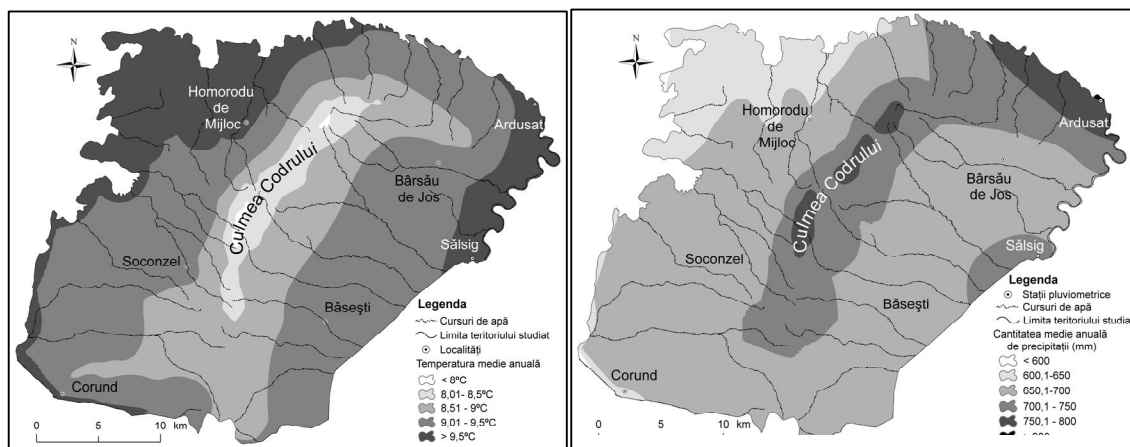 N
Homorodu
de
Mijloc
Ardusat
Culmea Codrului
Bârsău
de Jos
Sălsig
Soconzel
Băseşti
Corund
0 10 km
Legenda
Cursuri de apă
Limita teritoriului studiat
Localităţi
Temperatura medie anuală
< 8ºC
8,01- 8,5ºC
8,51 - 9ºC
9,01 - 9,5ºC
> 9,5ºC
N
Homorodu
de
Mijloc
Ardusat
Culmea Codrului
Bârsău
de Jos
Sălsig
Soconzel
Băseşti
Corund
0 10 km
Legenda
Staţii pluviometrice
Cursuri de apă
Limita teritoriului studiat
Cantitatea medie anuală
de precipitaţii (mm)
< 600
600,1-650
650,1-700
700,1 - 750
750,1 - 800